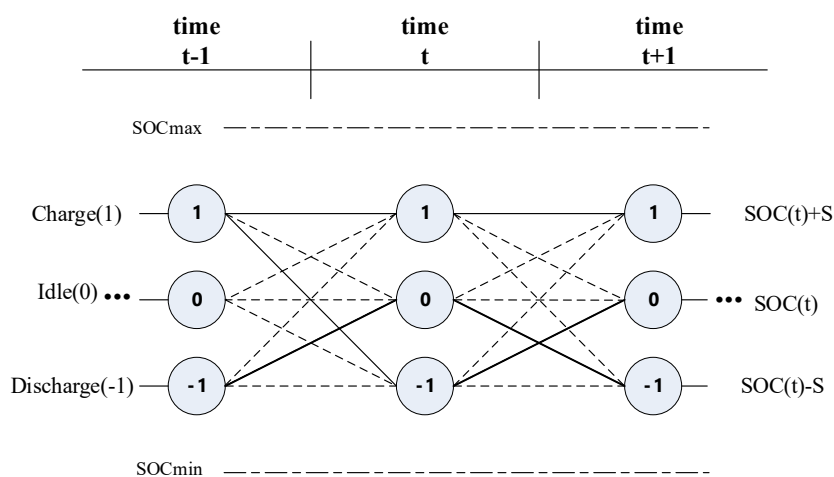 time time time
t-1 t t+1
SOCmax
Charge(1) 1 1 1 SOC(t)+S
Idle(0) ••• 0 0 0 ••• SOC(t)
Discharge(-1) -1 -1 -1 SOC(t)-S
SOCmin